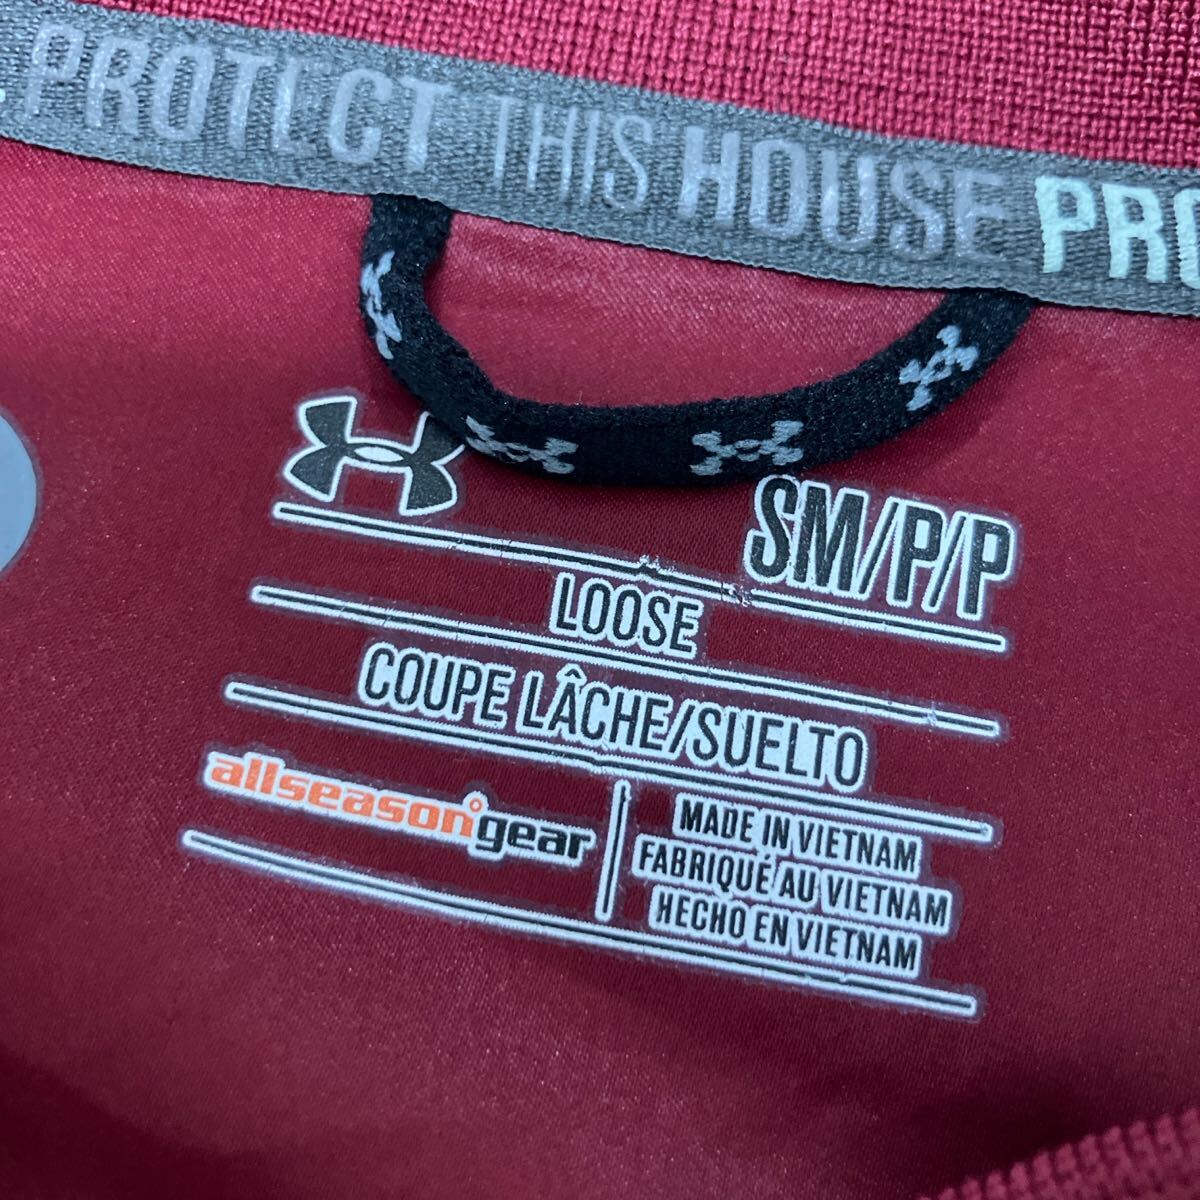 PROTECT THIS HOUSE PRO
SM/P/P
LOOSE
COUPE LÂCHE/SUELTO
allseasongear
MADE IN VIETNAM
FABRIQUÉ AU VIETNAM
HECHO EN VIETNAM